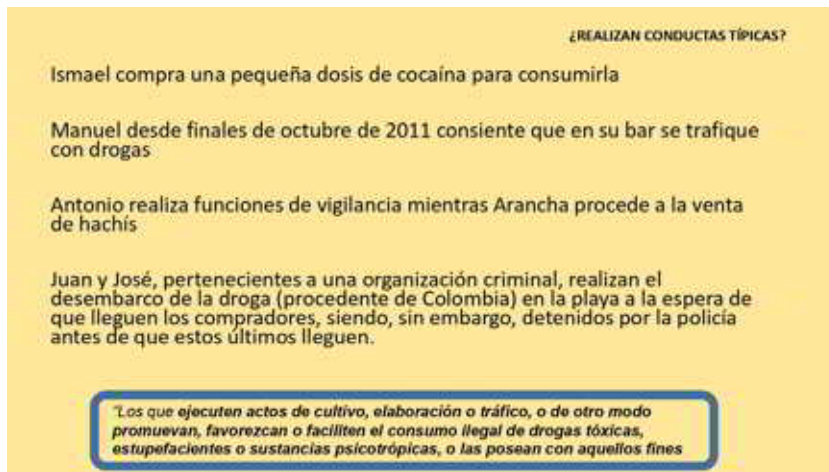 ¿REALIZAN CONDUCTAS TÍPICAS?
Ismael compra una pequeña dosis de cocaína para consumirla
Manuel desde finales de octubre de 2011 consiente que en su bar se trafique
con drogas
Antonio realiza funciones de vigilancia mientras Arancha procede a la venta
de hachís
Juan y José, pertenecientes a una organización criminal, realizan el
desembarco de la droga (procedente de Colombia) en la playa a la espera de
que lleguen los compradores, siendo, sin embargo, detenidos por la policía
antes de que estos últimos lleguen.
"Los que ejecuten actos de cultivo, elaboración o tráfico, o de otro modo
promuevan, favorezcan o faciliten el consumo ilegal de drogas tóxicas,
estupefacientes o sustancias psicotrópicas, o las posean con aquellos fines